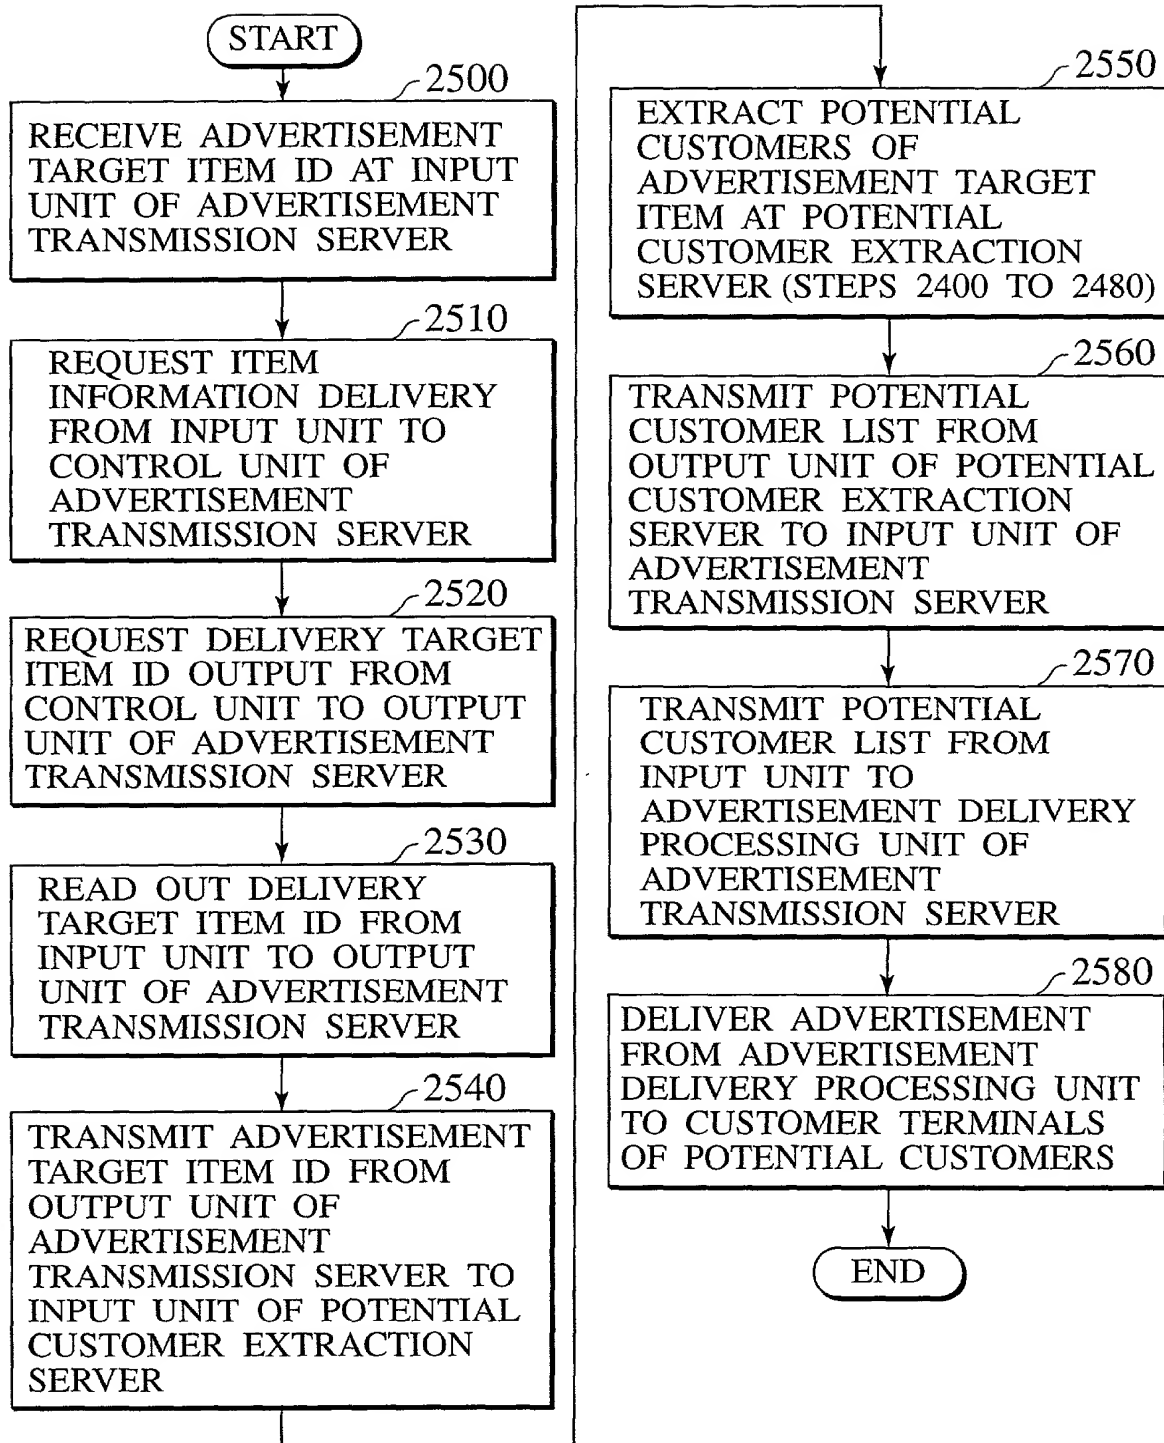 START
2500
RECEIVE ADVERTISEMENT
TARGET ITEM ID AT INPUT
UNIT OF ADVERTISEMENT
TRANSMISSION SERVER
2510
REQUEST ITEM
INFORMATION DELIVERY
FROM INPUT UNIT TO
CONTROL UNIT OF
ADVERTISEMENT
TRANSMISSION SERVER
2520
REQUEST DELIVERY TARGET
ITEM ID OUTPUT FROM
CONTROL UNIT TO OUTPUT
UNIT OF ADVERTISEMENT
TRANSMISSION SERVER
2530
READ OUT DELIVERY
TARGET ITEM ID FROM
INPUT UNIT TO OUTPUT
UNIT OF ADVERTISEMENT
TRANSMISSION SERVER
2540
TRANSMIT ADVERTISEMENT
TARGET ITEM ID FROM
OUTPUT UNIT OF
ADVERTISEMENT
TRANSMISSION SERVER TO
INPUT UNIT OF POTENTIAL
CUSTOMER EXTRACTION
SERVER
2550
EXTRACT POTENTIAL
CUSTOMERS OF
ADVERTISEMENT TARGET
ITEM AT POTENTIAL
CUSTOMER EXTRACTION
SERVER (STEPS 2400 TO 2480)
2560
TRANSMIT POTENTIAL
CUSTOMER LIST FROM
OUTPUT UNIT OF POTENTIAL
CUSTOMER EXTRACTION
SERVER TO INPUT UNIT OF
ADVERTISEMENT
TRANSMISSION SERVER
2570
TRANSMIT POTENTIAL
CUSTOMER LIST FROM
INPUT UNIT TO
ADVERTISEMENT DELIVERY
PROCESSING UNIT OF
ADVERTISEMENT
TRANSMISSION SERVER
2580
DELIVER ADVERTISEMENT
FROM ADVERTISEMENT
DELIVERY PROCESSING UNIT
TO CUSTOMER TERMINALS
OF POTENTIAL CUSTOMERS
END